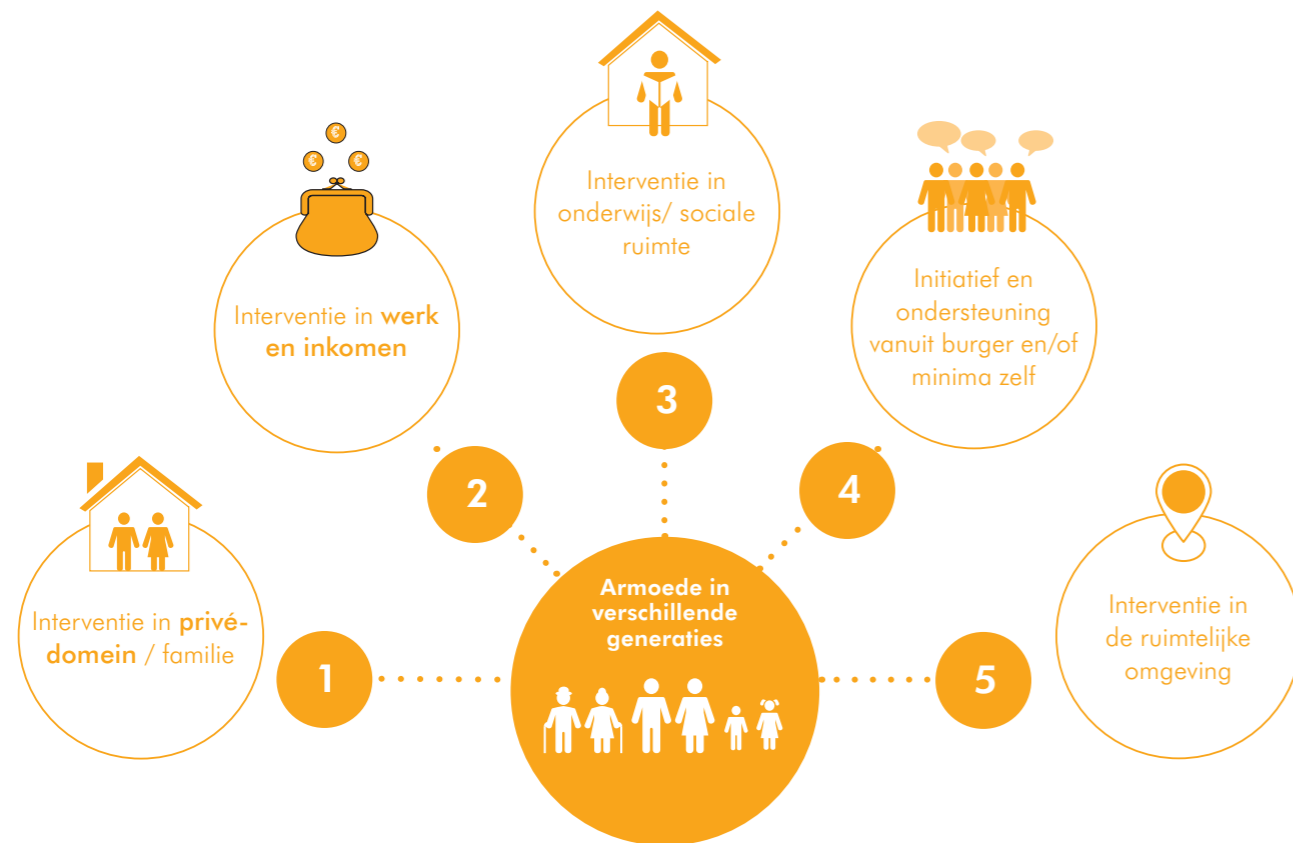 Interventie in privé-
domein / familie
1
€
€ €
Interventie in werk
en inkomen
2
Interventie in
onderwijs/ sociale
ruimte
3
Initiatief en
ondersteuning
vanuit burger en/of
minima zelf
4
Interventie in
de ruimtelijke
omgeving
5
Armoede in
verschillende
generaties